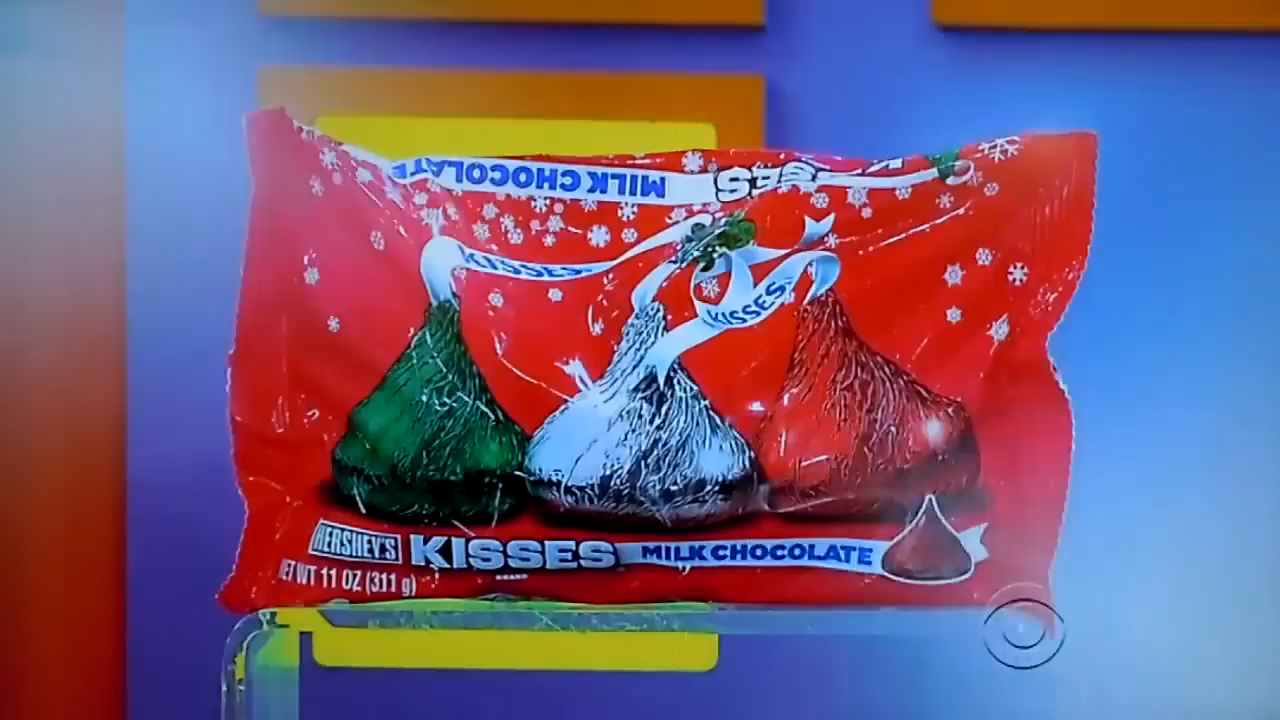 MILK CHOCOLATE
KISSES
KISSES
KISSES
HERSHEY'S KISSES MILK CHOCOLATE
BRAND
NET WT 11 OZ (311 g)